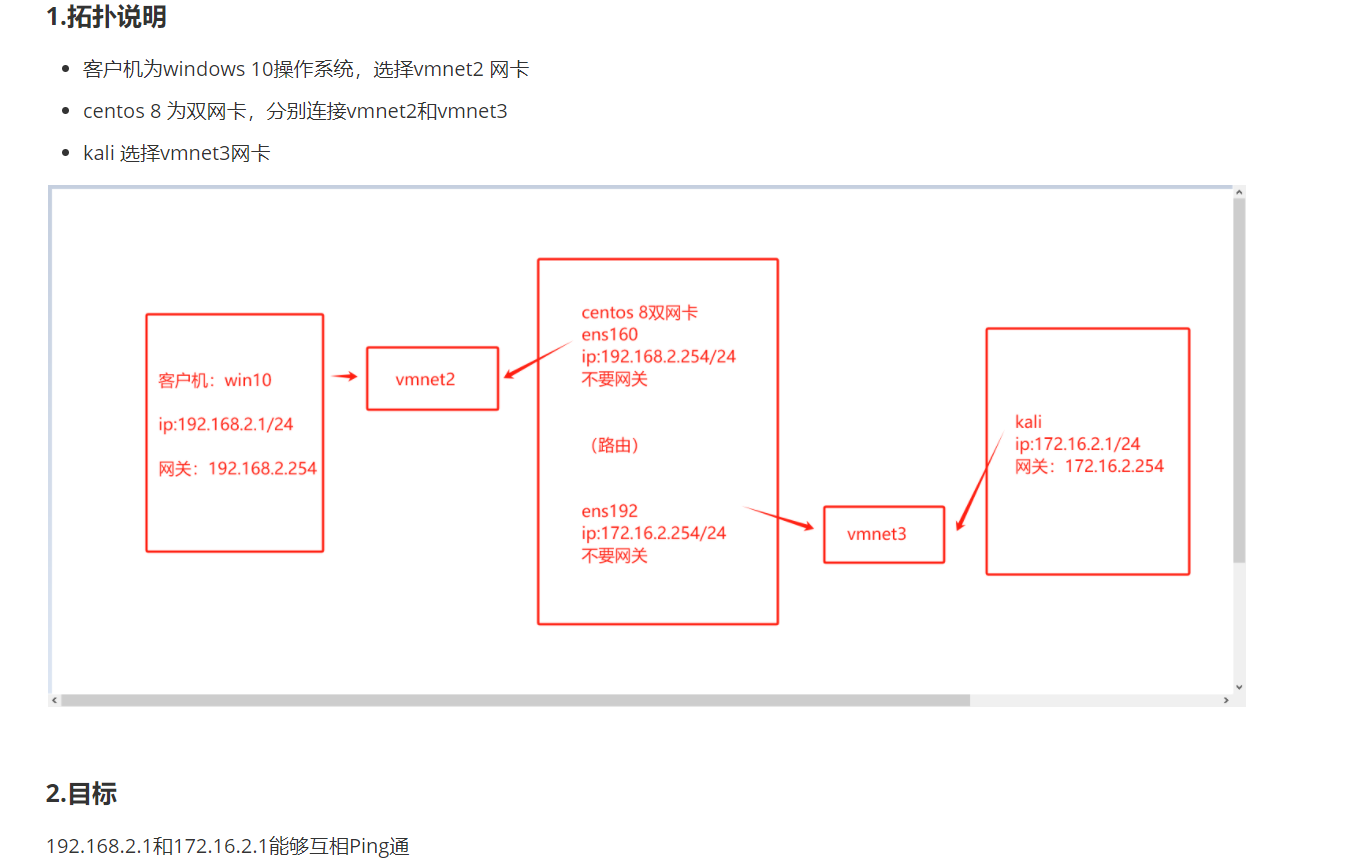 1.拓扑说明
客户机为windows 10操作系统，选择vmnet2 网卡
centos 8 为双网卡，分别连接vmnet2和vmnet3
kali 选择vmnet3网卡
客户机：win10
ip:192.168.2.1/24
网关：192.168.2.254
vmnet2
centos 8双网卡
ens160
ip:192.168.2.254/24
不要网关
（路由）
ens192
ip:172.16.2.254/24
不要网关
vmnet3
kali
ip:172.16.2.1/24
网关：172.16.2.254
2.目标
192.168.2.1和172.16.2.1能够互相Ping通